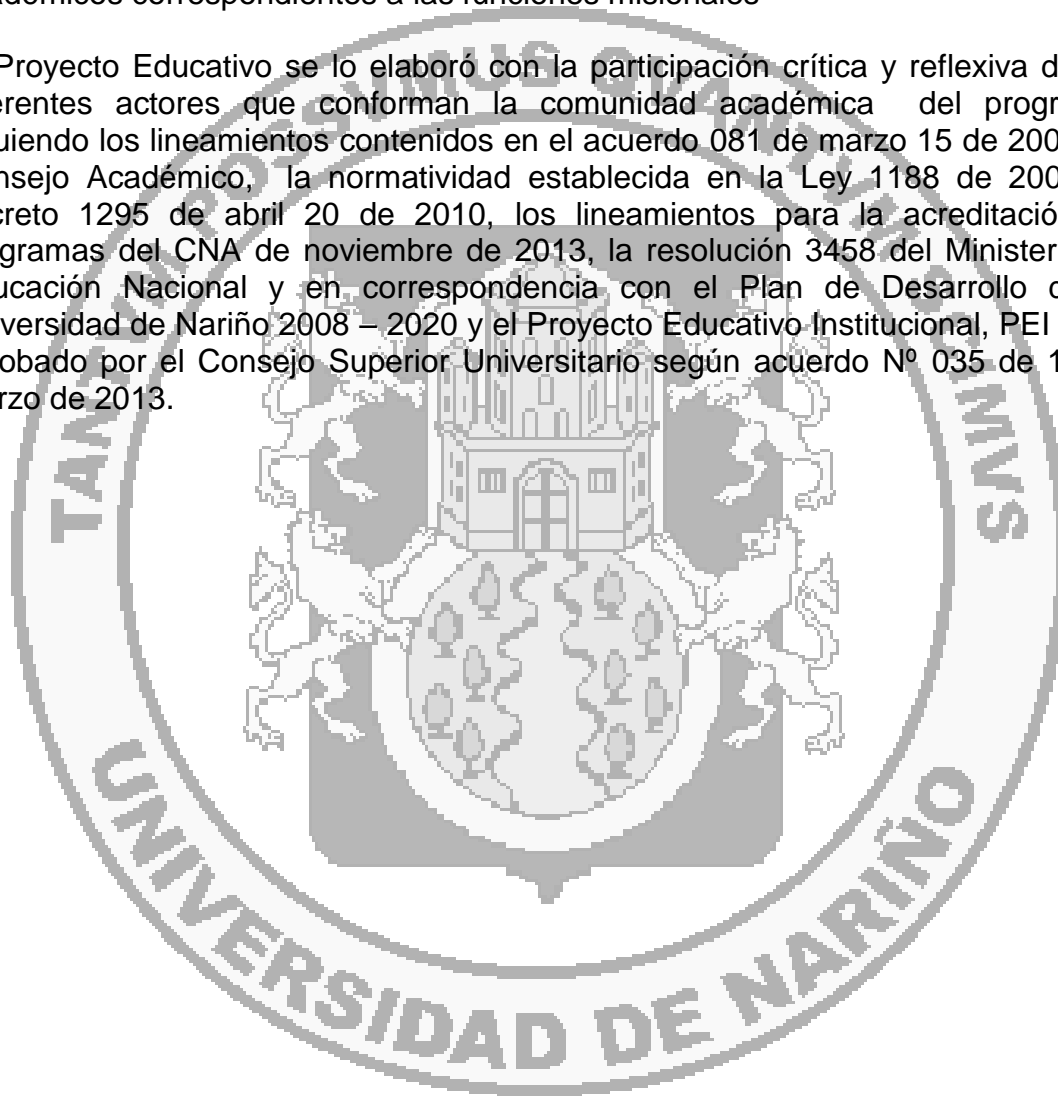 adémicos correspondientes a las funciones misionales
Proyecto Educativo se lo elaboró con la participación crítica y reflexiva d
erentes actores que conforman la comunidad académica del progr
uiendo los lineamientos contenidos en el acuerdo 081 de marzo 15 de 200
nsejo Académico, la normatividad establecida en la Ley 1188 de 200
creto 1295 de abril 20 de 2010, los lineamientos para la acreditació
gramas del CNA de noviembre de 2013, la resolución 3458 del Minister
ucación Nacional y en correspondencia con el Plan de Desarrollo
versidad de Nariño 2008 – 2020 y el Proyecto Educativo Institucional, PEI
obado por el Consejo Superior Universitario según acuerdo Nº 035 de 1
rzo de 2013.
TANTVM POSSVMUS QVANTVM SCIMVS
UNIVERSIDAD DE NARIÑO